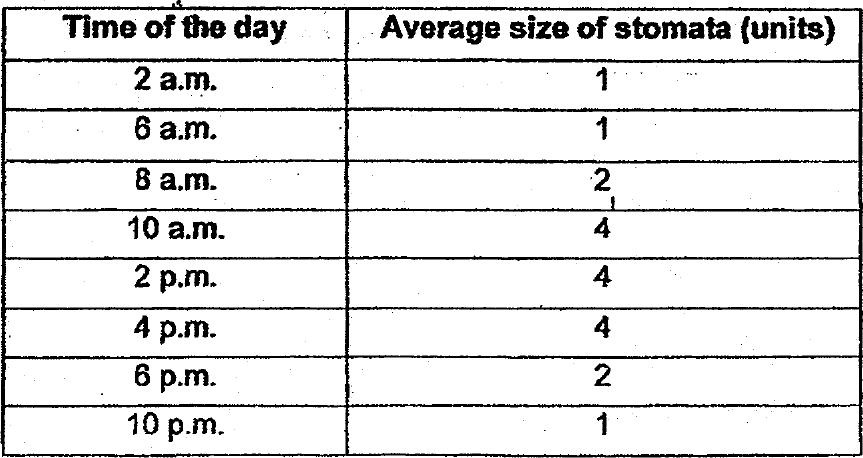 Time of the day Average size of stomata (units)
2 a.m. 1
6 a.m. 1
8 a.m. 2
10 a.m. 4
2 p.m. 4
4 p.m. 4
6 p.m. 2
10 p.m. 1